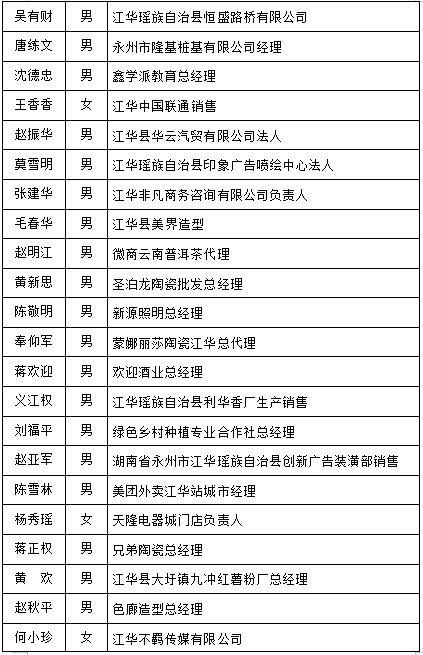 吴有财 男 江华瑶族自治县恒盛路桥有限公司
唐练文 男 永州市隆基桩基有限公司经理
沈德忠 男 鑫学派教育总经理
王香香 女 江华中国联通销售
赵振华 男 江华县华云汽贸有限公司法人
莫雪明 男 江华瑶族自治县印象广告喷绘中心法人
张建华 男 江华非凡商务咨询有限公司负责人
毛春华 男 江华县美界造型
赵明江 男 微商云南普洱茶代理
黄新思 男 圣泊龙陶瓷批发总经理
陈敬明 男 新源照明总经理
奉仰军 男 蒙娜丽莎陶瓷江华总代理
蒋欢迎 男 欢迎酒业总经理
义江权 男 江华瑶族自治县利华香厂生产销售
刘福平 男 绿色乡村种植专业合作社总经理
赵亚军 男 湖南省永州市江华瑶族自治县创新广告装潢部销售
陈雪林 男 美团外卖江华站城市经理
杨秀瑶 女 天隆电器城门店负责人
蒋正权 男 兄弟陶瓷总经理
黄 欢 男 江华县大圩镇九冲红薯粉厂总经理
赵秋平 男 色廊造型总经理
何小珍 女 江华不羁传媒有限公司